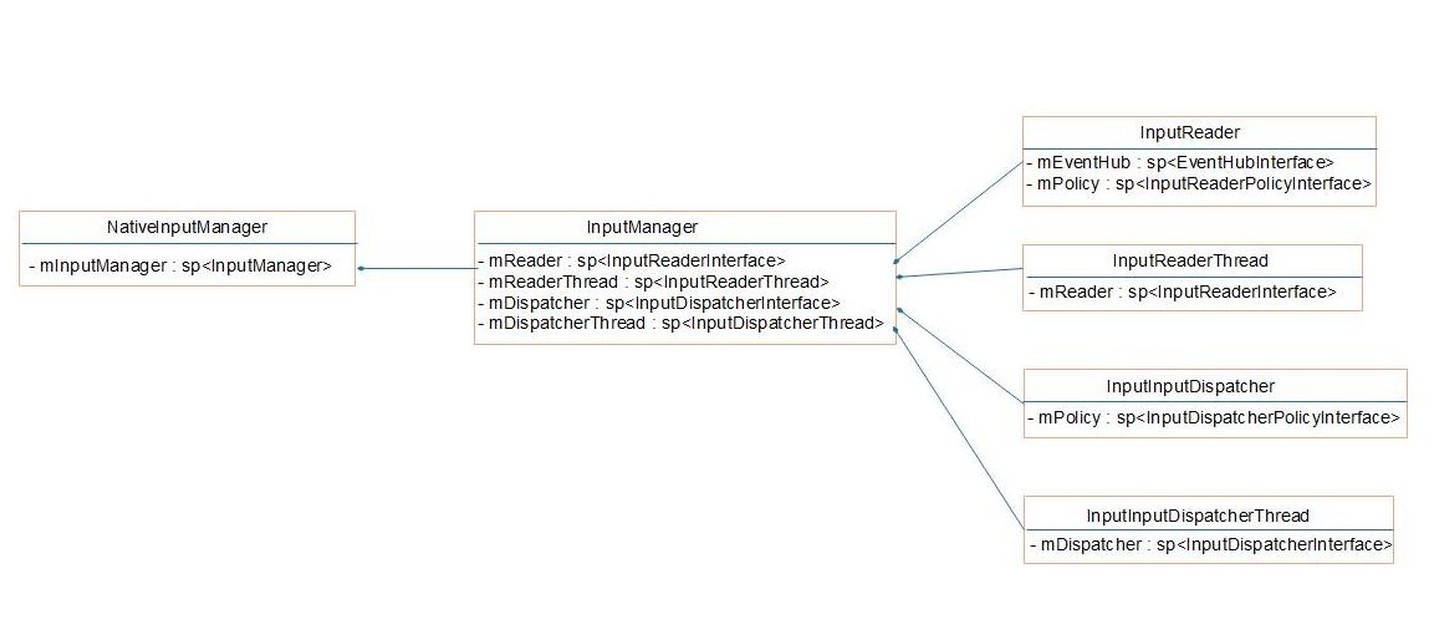 NativeInputManager
- mInputManager : sp<InputManager>
InputManager
- mReader : sp<InputReaderInterface>
- mReaderThread : sp<InputReaderThread>
- mDispatcher : sp<InputDispatcherInterface>
- mDispatcherThread : sp<InputDispatcherThread>
InputReader
- mEventHub : sp<EventHubInterface>
- mPolicy : sp<InputReaderPolicyInterface>
InputReaderThread
- mReader : sp<InputReaderInterface>
InputInputDispatcher
- mPolicy : sp<InputDispatcherPolicyInterface>
InputInputDispatcherThread
- mDispatcher : sp<InputDispatcherInterface>